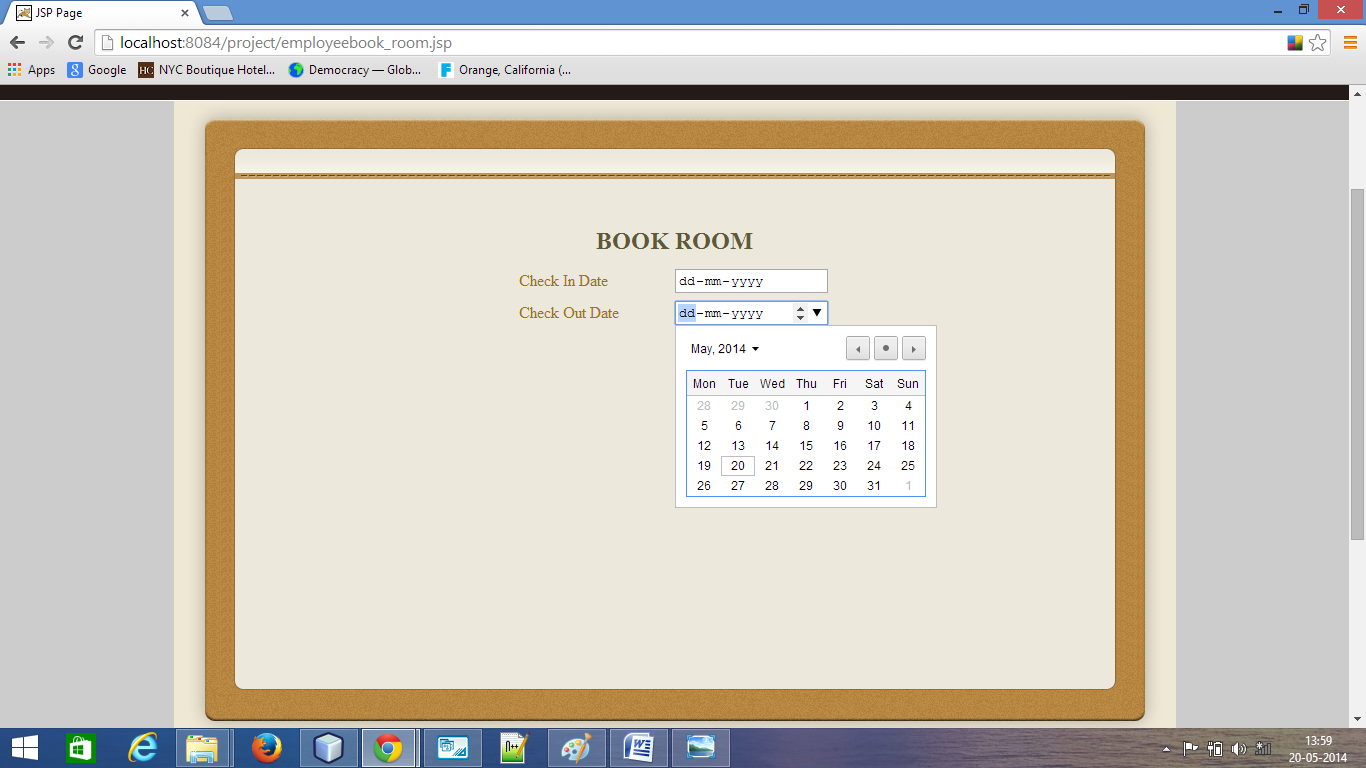 JSP Page
localhost:8084/project/employeebook_room.jsp
Apps Google HC NYC Boutique Hotel... Democracy — Glob... Orange, California (...
BOOK ROOM
Check In Date dd-mm-yyyy
Check Out Date dd-mm-yyyy
May, 2014
Mon Tue Wed Thu Fri Sat Sun
28 29 30 1 2 3 4
5 6 7 8 9 10 11
12 13 14 15 16 17 18
19 20 21 22 23 24 25
26 27 28 29 30 31 1
13:59
20-05-2014